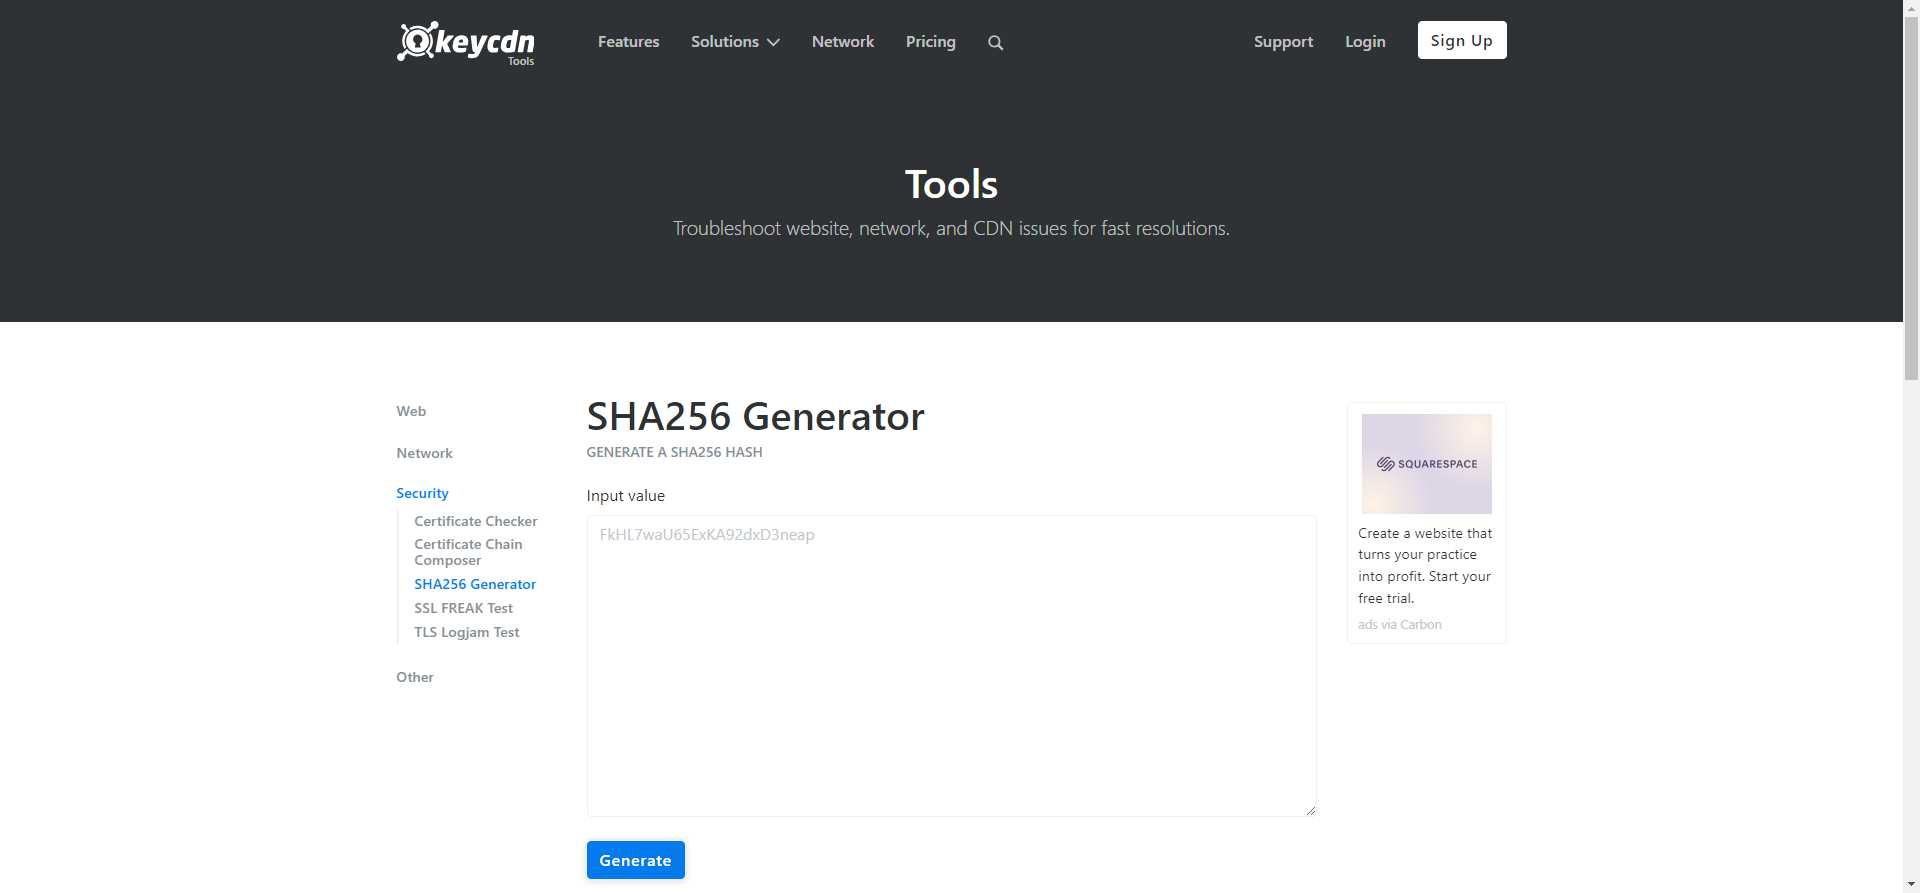 keycdn
Tools
Features
Solutions
Network
Pricing
Support
Login
Sign Up
Tools
Troubleshoot website, network, and CDN issues for fast resolutions.
Web
Network
Security
Certificate Checker
Certificate Chain
Composer
SHA256 Generator
SSL FREAK Test
TLS Logjam Test
Other
SHA256 Generator
GENERATE A SHA256 HASH
Input value
FkHL7waU65ExKA92dxD3neap
Generate
SQUARESPACE
Create a website that
turns your practice
into profit. Start your
free trial.
ads via Carbon